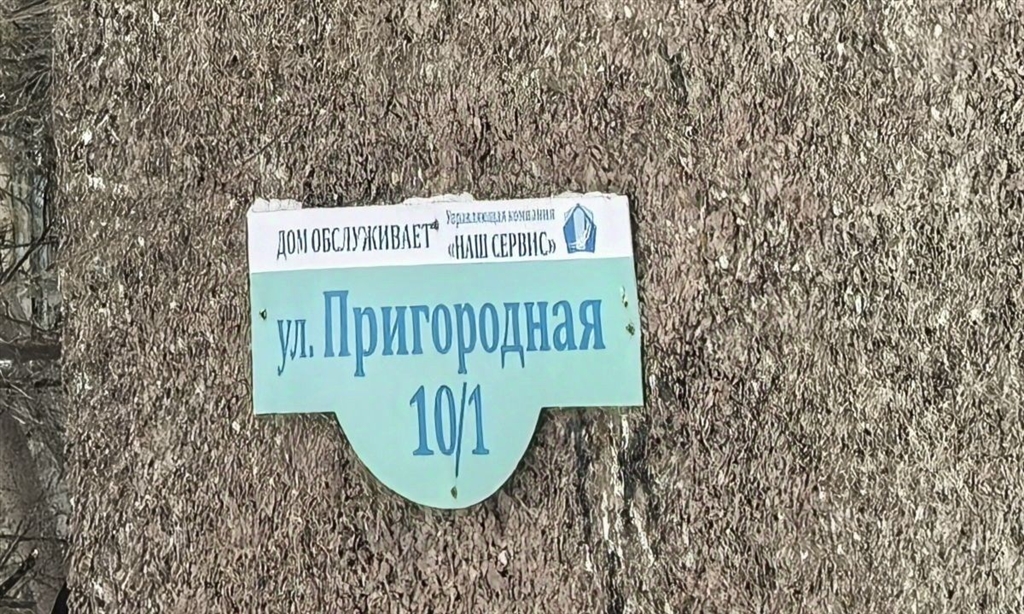 ДОМ ОБСЛУЖИВАЕТ
Управляющая компания
«НАШ СЕРВИС»
ул. Пригородная
10/1